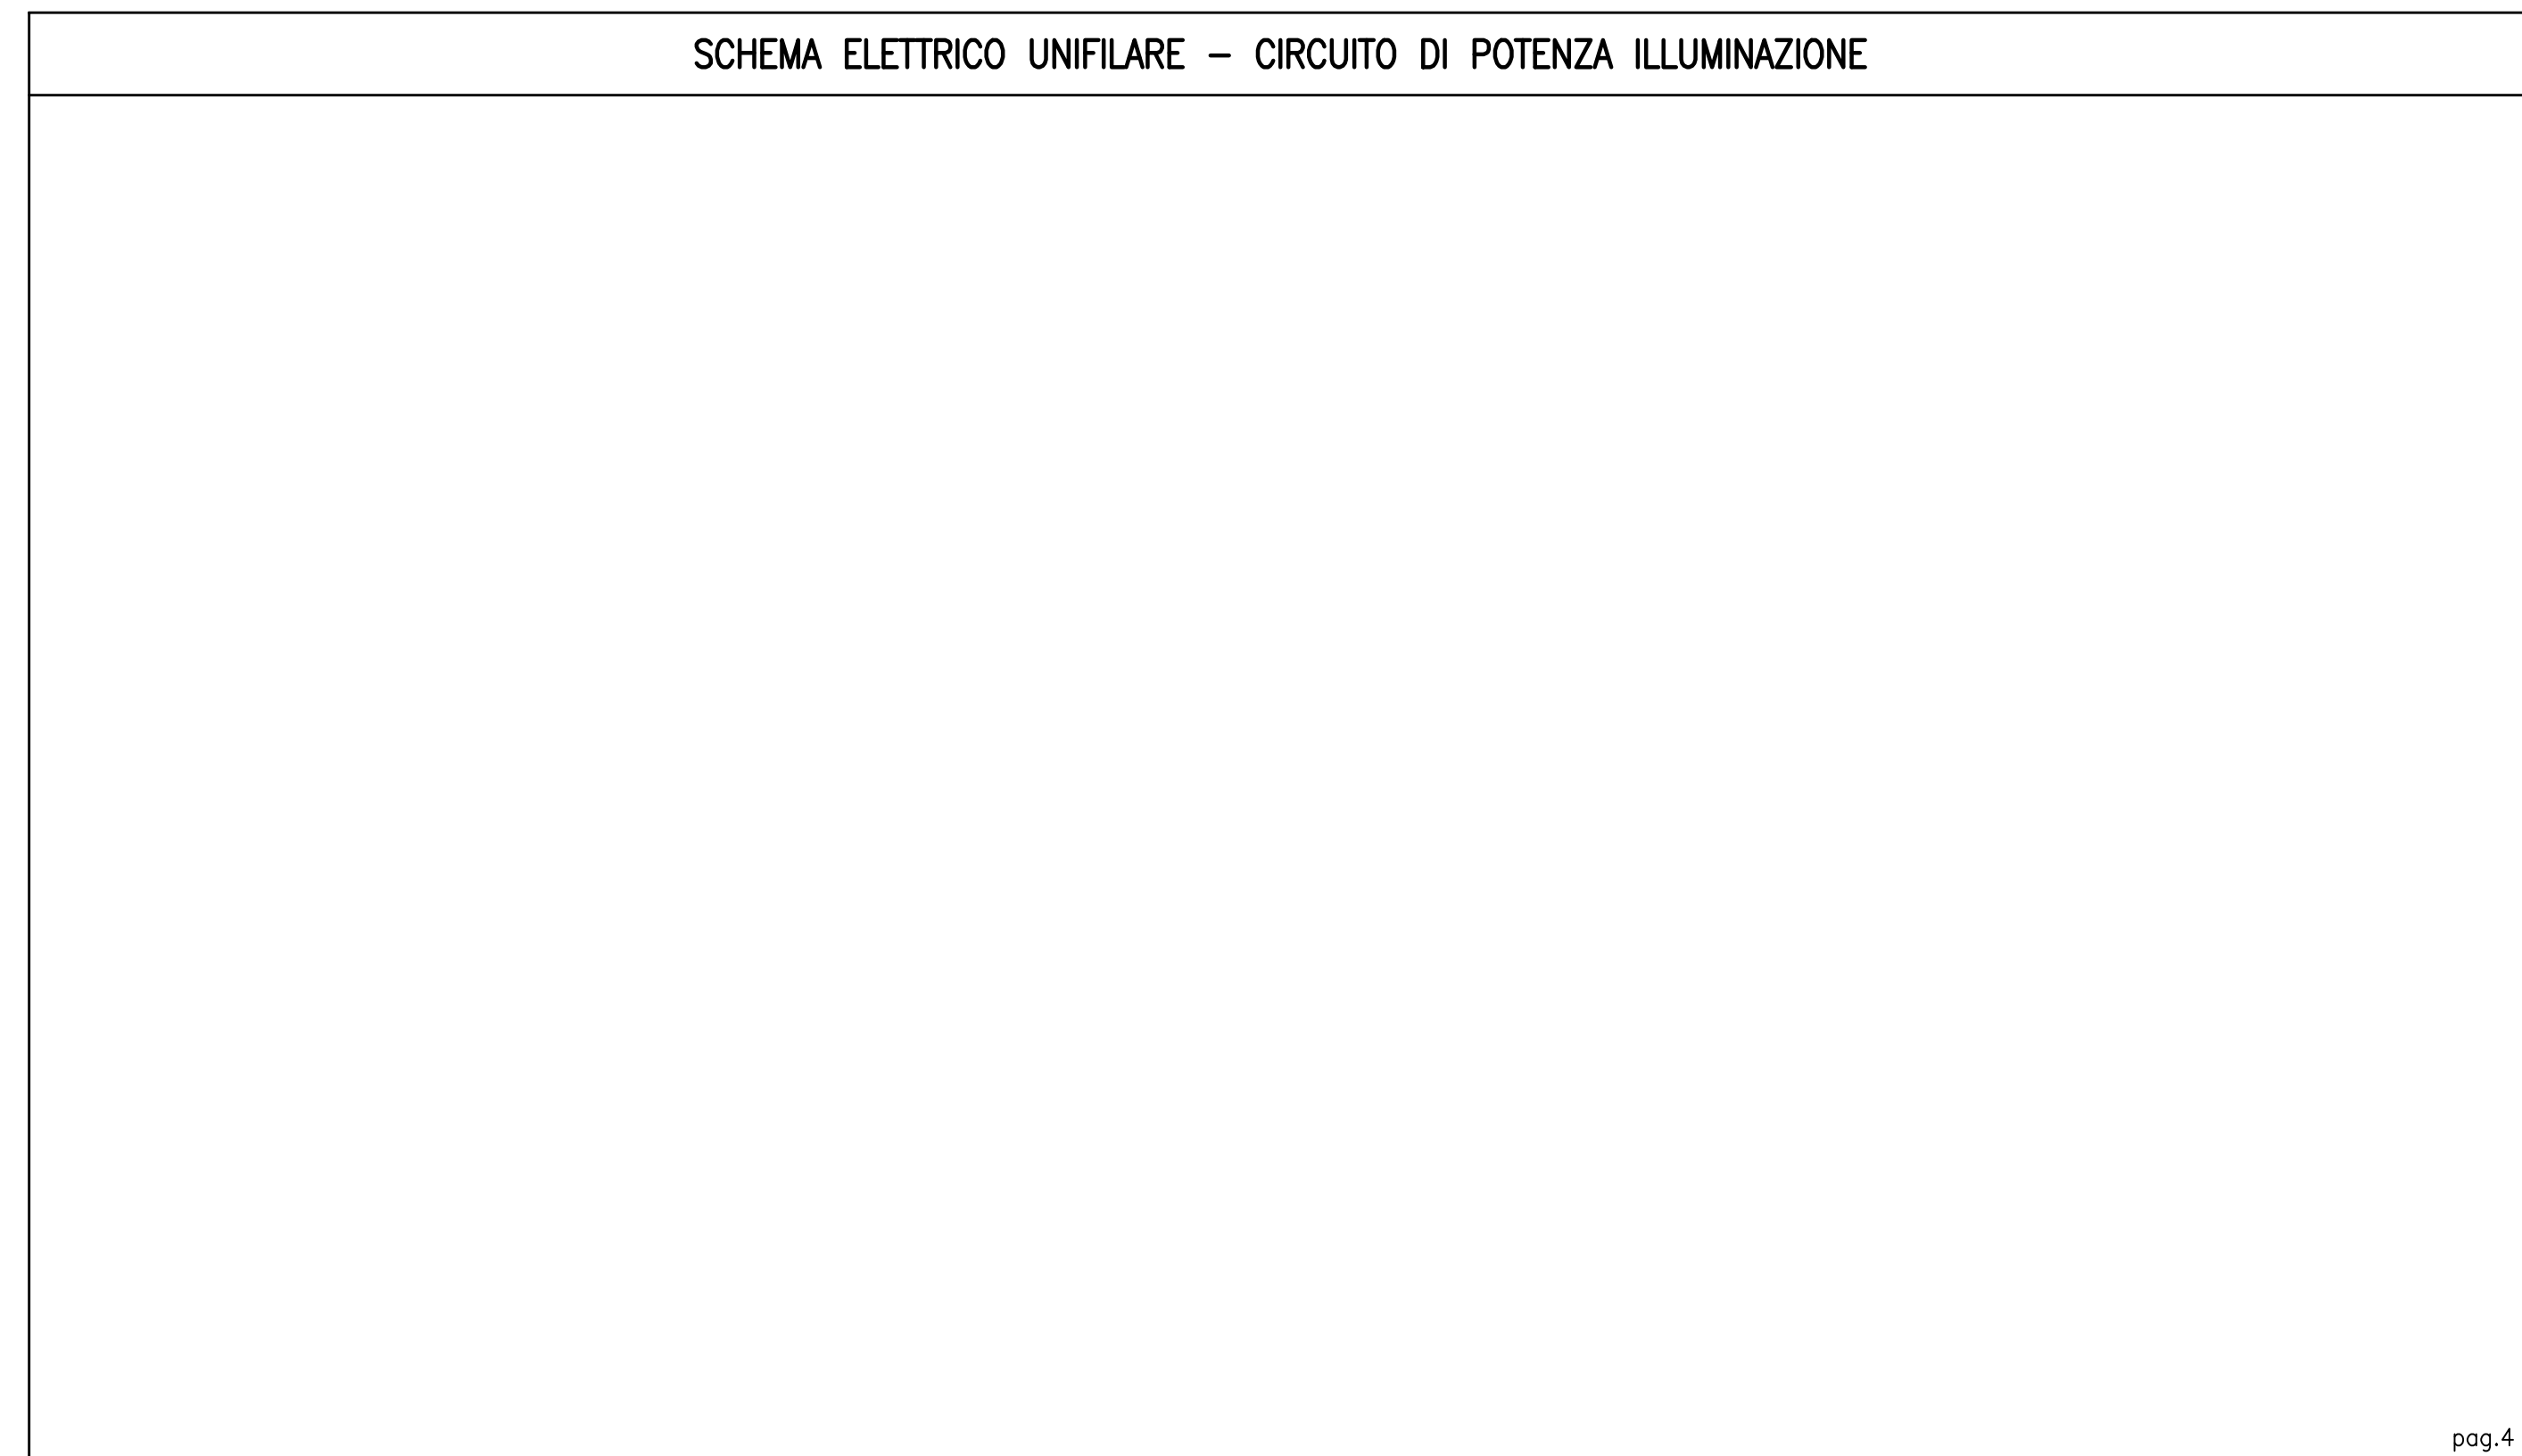 SCHEMA ELETTRICO UNIFILARE – CIRCUITO DI POTENZA ILLUMINAZIONE
pag.4